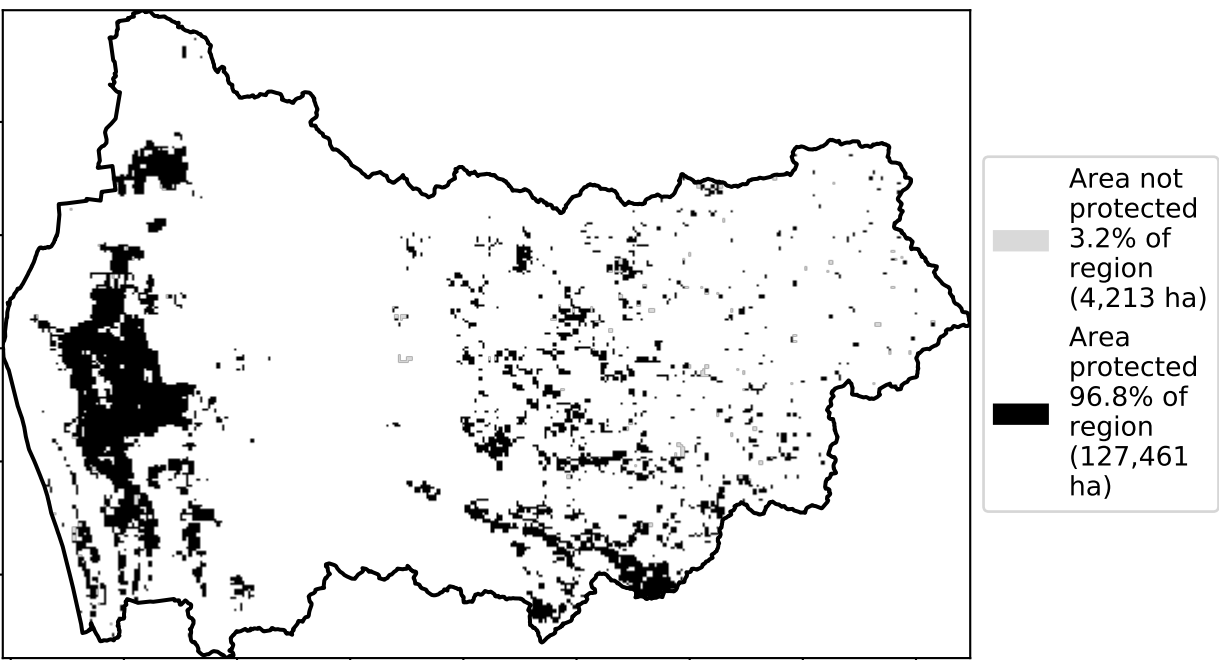 Area not
protected
3.2% of
region
(4,213 ha)
Area
protected
96.8% of
region
(127,461
ha)